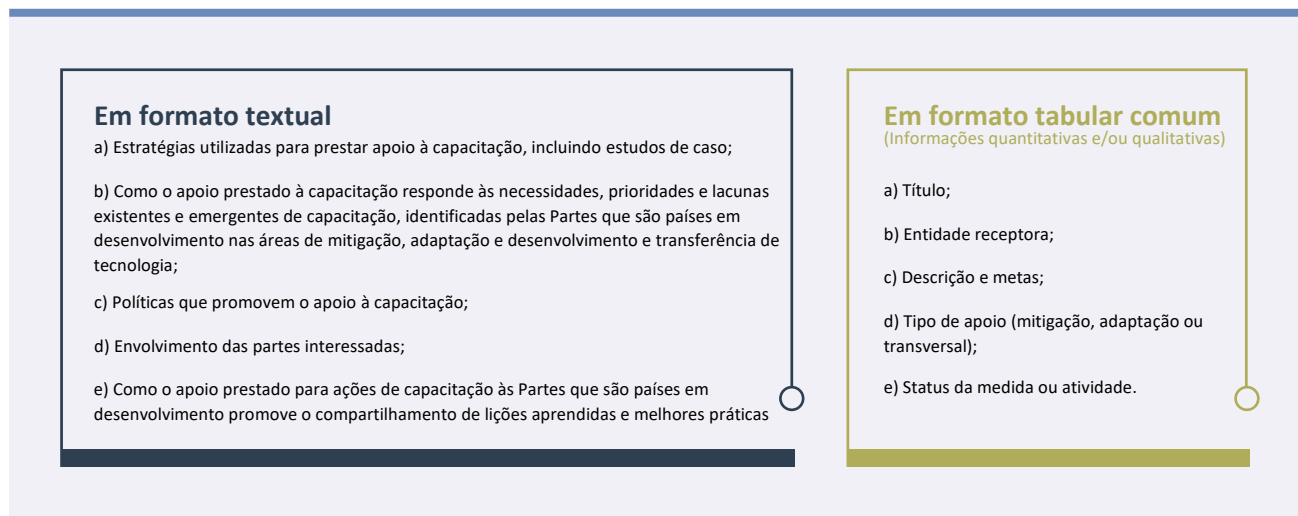 Em formato textual
a) Estratégias utilizadas para prestar apoio à capacitação, incluindo estudos de caso;
b) Como o apoio prestado à capacitação responde às necessidades, prioridades e lacunas
existentes e emergentes de capacitação, identificadas pelas Partes que são países em
desenvolvimento nas áreas de mitigação, adaptação e desenvolvimento e transferência de
tecnologia;
c) Políticas que promovem o apoio à capacitação;
d) Envolvimento das partes interessadas;
e) Como o apoio prestado para ações de capacitação às Partes que são países em
desenvolvimento promove o compartilhamento de lições aprendidas e melhores práticas
Em formato tabular comum
(Informações quantitativas e/ou qualitativas)
a) Título;
b) Entidade receptora;
c) Descrição e metas;
d) Tipo de apoio (mitigação, adaptação ou
transversal);
e) Status da medida ou atividade.